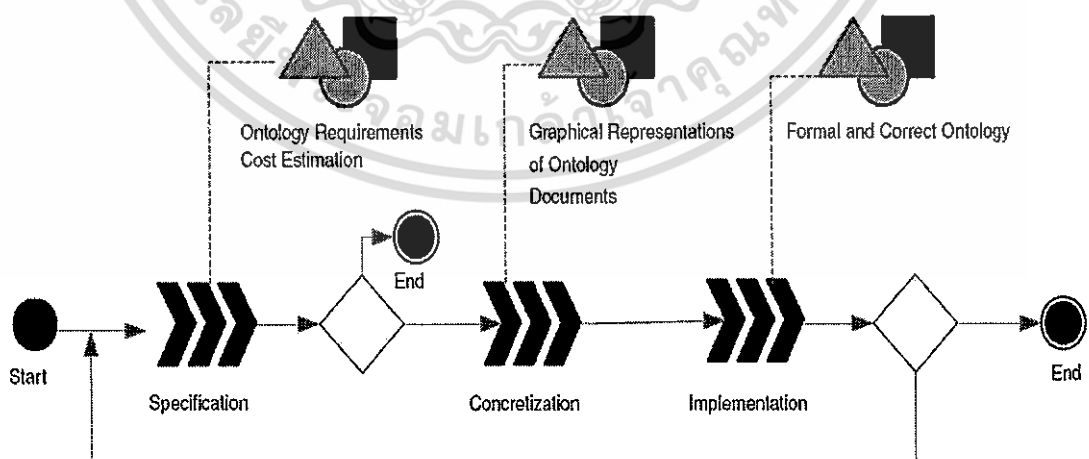 Ontology Requirements
Cost Estimation
Graphical Representations
of Ontology
Documents
Formal and Correct Ontology
End
Start
Specification
Concretization
Implementation
End